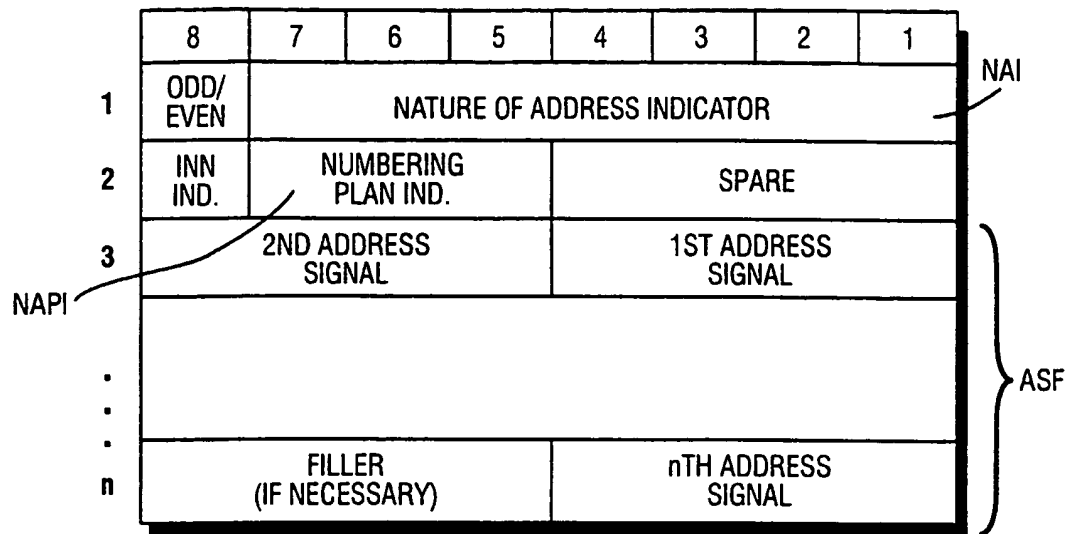 8 7 6 5 4 3 2 1
NAI
1 ODD/ NATURE OF ADDRESS INDICATOR
EVEN
2 INN NUMBERING SPARE
IND. PLAN IND.
3 2ND ADDRESS 1ST ADDRESS
SIGNAL SIGNAL
NAPI
ASF
n FILLER nTH ADDRESS
(IF NECESSARY) SIGNAL